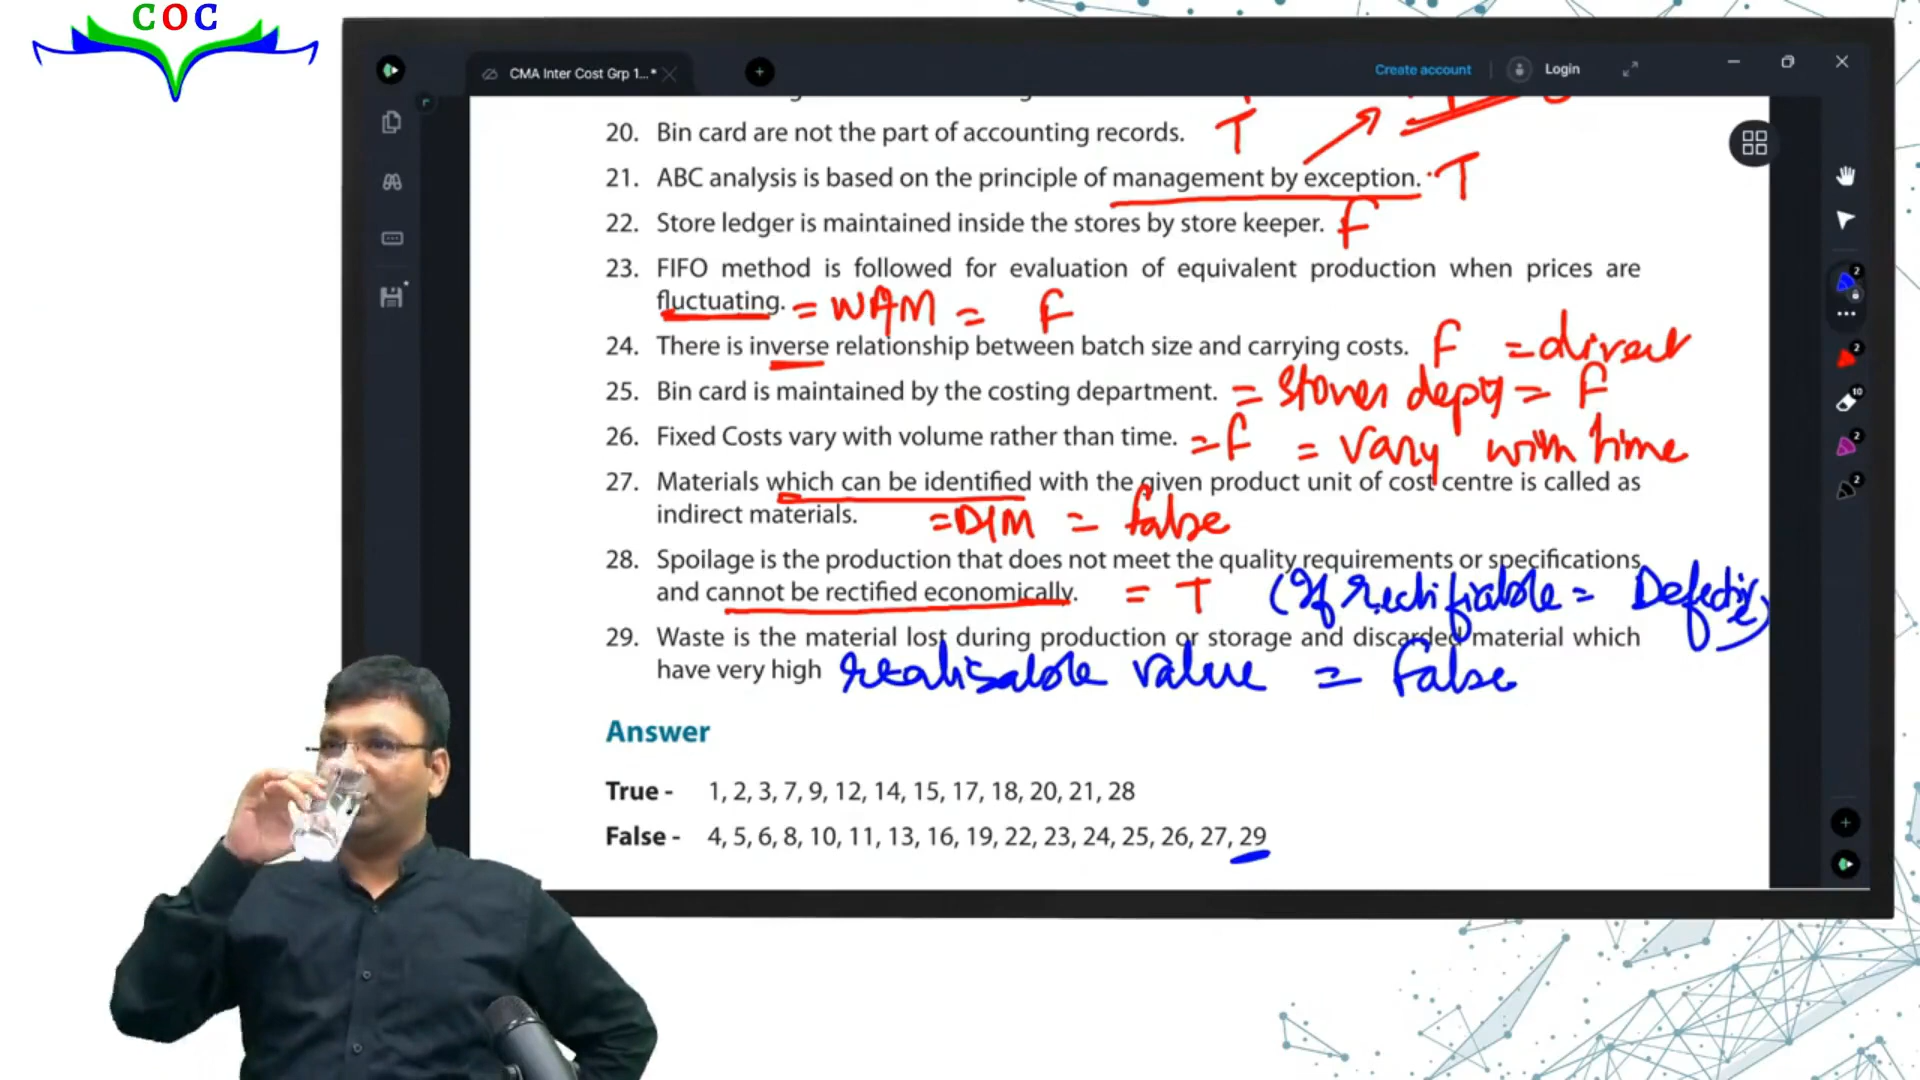 COC
CMA Inter Cost Grp 1...*
Create account
Login
20. Bin card are not the part of accounting records. T
21. ABC analysis is based on the principle of management by exception. T
22. Store ledger is maintained inside the stores by store keeper. F
23. FIFO method is followed for evaluation of equivalent production when prices are
fluctuating. = WAM = F
24. There is inverse relationship between batch size and carrying costs. F = direct
25. Bin card is maintained by the costing department. = Stores dept = F
26. Fixed Costs vary with volume rather than time. = F = vary with time
27. Materials which can be identified with the given product unit of cost centre is called as
indirect materials. = DIM = false
28. Spoilage is the production that does not meet the quality requirements or specifications
and cannot be rectified economically. = T (If rectifiable = Defective)
29. Waste is the material lost during production or storage and discarded material which
have very high realisable value = false
Answer
True - 1, 2, 3, 7, 9, 12, 14, 15, 17, 18, 20, 21, 28
False - 4, 5, 6, 8, 10, 11, 13, 16, 19, 22, 23, 24, 25, 26, 27, 29